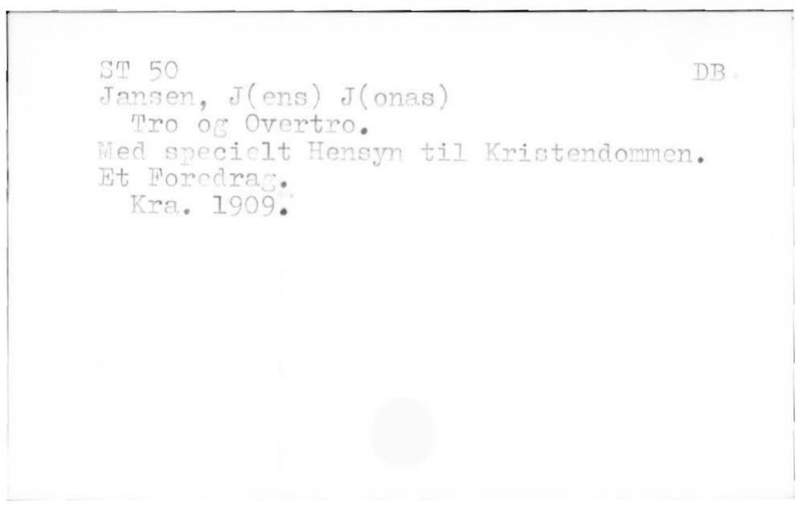 ST 50 DB
Jansen, J(ens) J(onas)
Tro og Overtro.
Med specielt Hensyn til Kristendommen.
Et Foredrag.
Kra. 1909.